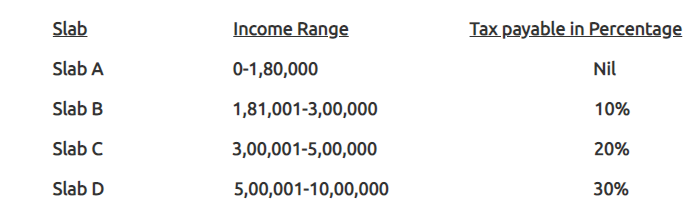 Slab Income Range Tax payable in Percentage
Slab A 0-1,80,000 Nil
Slab B 1,81,001-3,00,000 10%
Slab C 3,00,001-5,00,000 20%
Slab D 5,00,001-10,00,000 30%